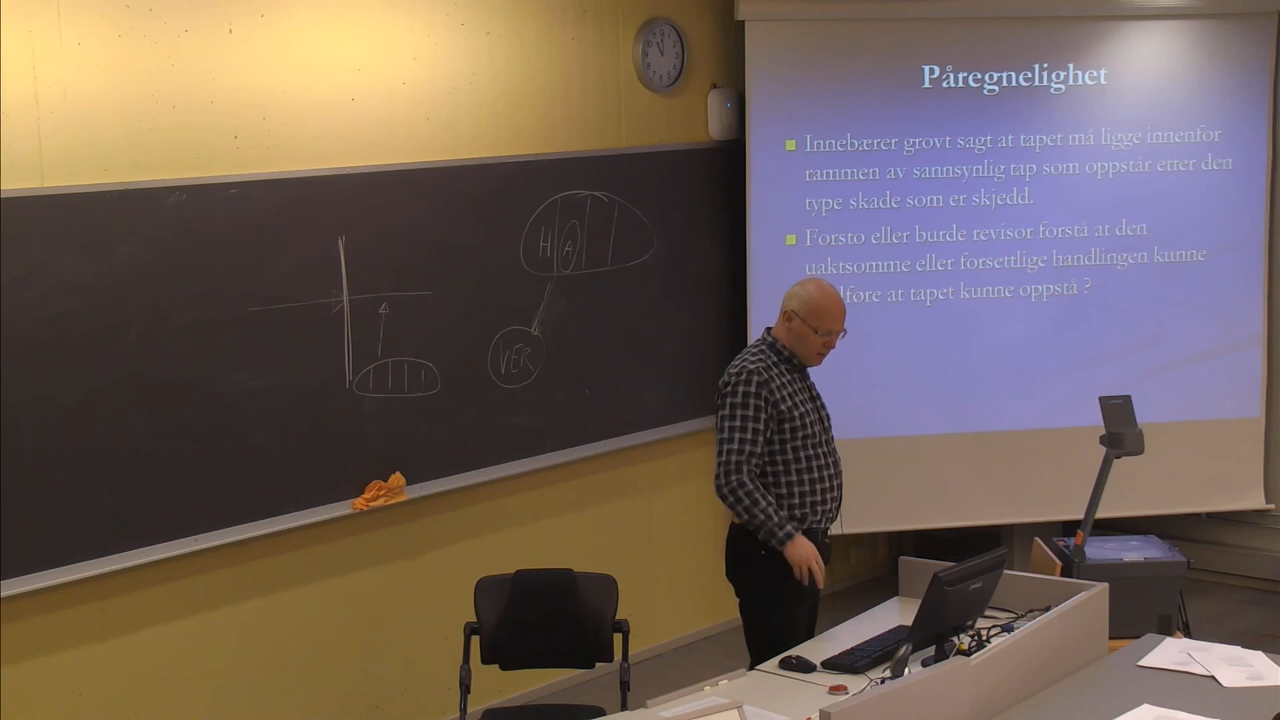 Påregnelighet
Innebærer grovt sagt at tapet må ligge innenfor
rammen av sannsynlig tap som oppstår etter den
type skade som er skjedd.
Forsto eller burde revisor forstå at den
uaktsomme eller forsettlige handlingen kunne
at tapet kunne oppstå ?
H A
VER